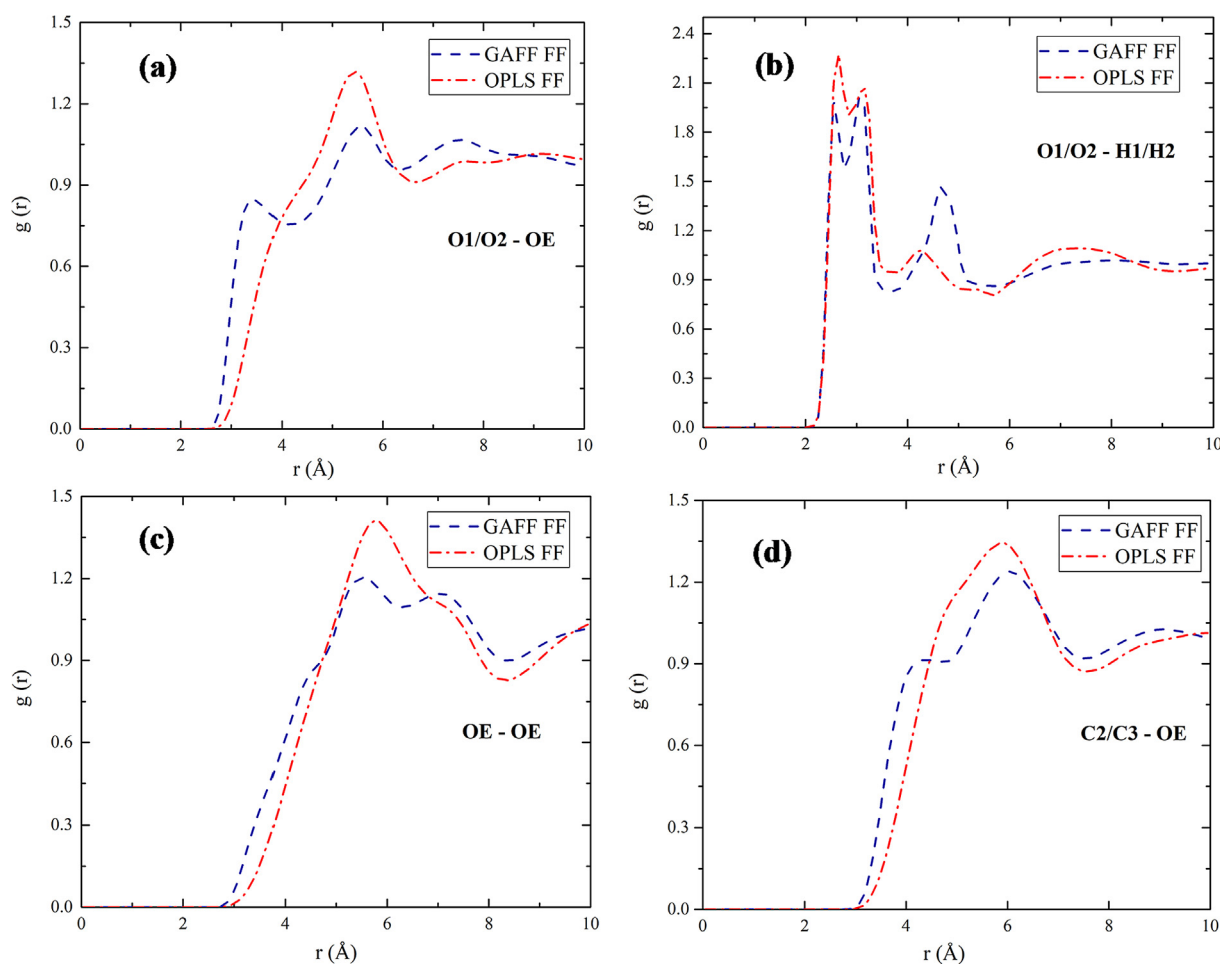 (a)
GAFF FF
OPLS FF
O1/O2 - OE
g (r)
1.5
1.2
0.9
0.6
0.3
0.0
0 2 4 6 8 10
r (Å)
(b)
GAFF FF
OPLS FF
O1/O2 - H1/H2
g (r)
2.4
2.1
1.8
1.5
1.2
0.9
0.6
0.3
0.0
0 2 4 6 8 10
r (Å)
(c)
GAFF FF
OPLS FF
OE - OE
g (r)
1.5
1.2
0.9
0.6
0.3
0.0
0 2 4 6 8 10
r (Å)
(d)
GAFF FF
OPLS FF
C2/C3 - OE
g (r)
1.5
1.2
0.9
0.6
0.3
0.0
0 2 4 6 8 10
r (Å)